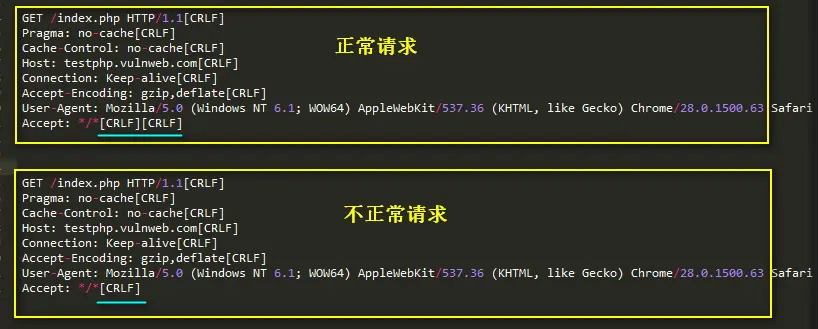 GET /index.php HTTP/1.1[CRLF]
Pragma: no-cache[CRLF]
正常请求
Cache-Control: no-cache[CRLF]
Host: testphp.vulnweb.com[CRLF]
Connection: Keep-alive[CRLF]
Accept-Encoding: gzip,deflate[CRLF]
User-Agent: Mozilla/5.0 (Windows NT 6.1; WOW64) AppleWebKit/537.36 (KHTML, like Gecko) Chrome/28.0.1500.63 Safari
Accept: */*[CRLF][CRLF]
GET /index.php HTTP/1.1[CRLF]
Pragma: no-cache[CRLF]
不正常请求
Cache-Control: no-cache[CRLF]
Host: testphp.vulnweb.com[CRLF]
Connection: Keep-alive[CRLF]
Accept-Encoding: gzip,deflate[CRLF]
User-Agent: Mozilla/5.0 (Windows NT 6.1; WOW64) AppleWebKit/537.36 (KHTML, like Gecko) Chrome/28.0.1500.63 Safari
Accept: */*[CRLF]